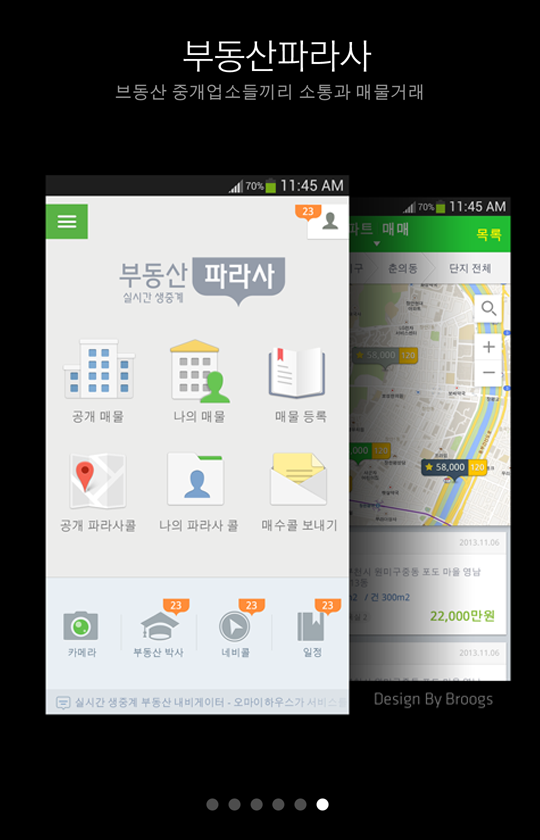 부동산파라사
브동산 중개업소들끼리 소통과 매물거래
70% 11:45 AM
23
부동산 파라사
실시간 생중계
공개 매물
나의 매물
매물 등록
공개 파라사콜
나의 파라사 콜
매수콜 보내기
23
23
23
카메라
부동산 박사
네비콜
일정
실시간 생중계 부동산 내비게이터 - 오마이하우스가 서비스를
70% 11:45 AM
파트 매매
목록
춘의동
단지 전체
58,000 120
58,000 120
2013.11.06
원미구중동 포도 마을 영남
/ 건 300m2
22,000만원
2013.11.06
Design By Broogs